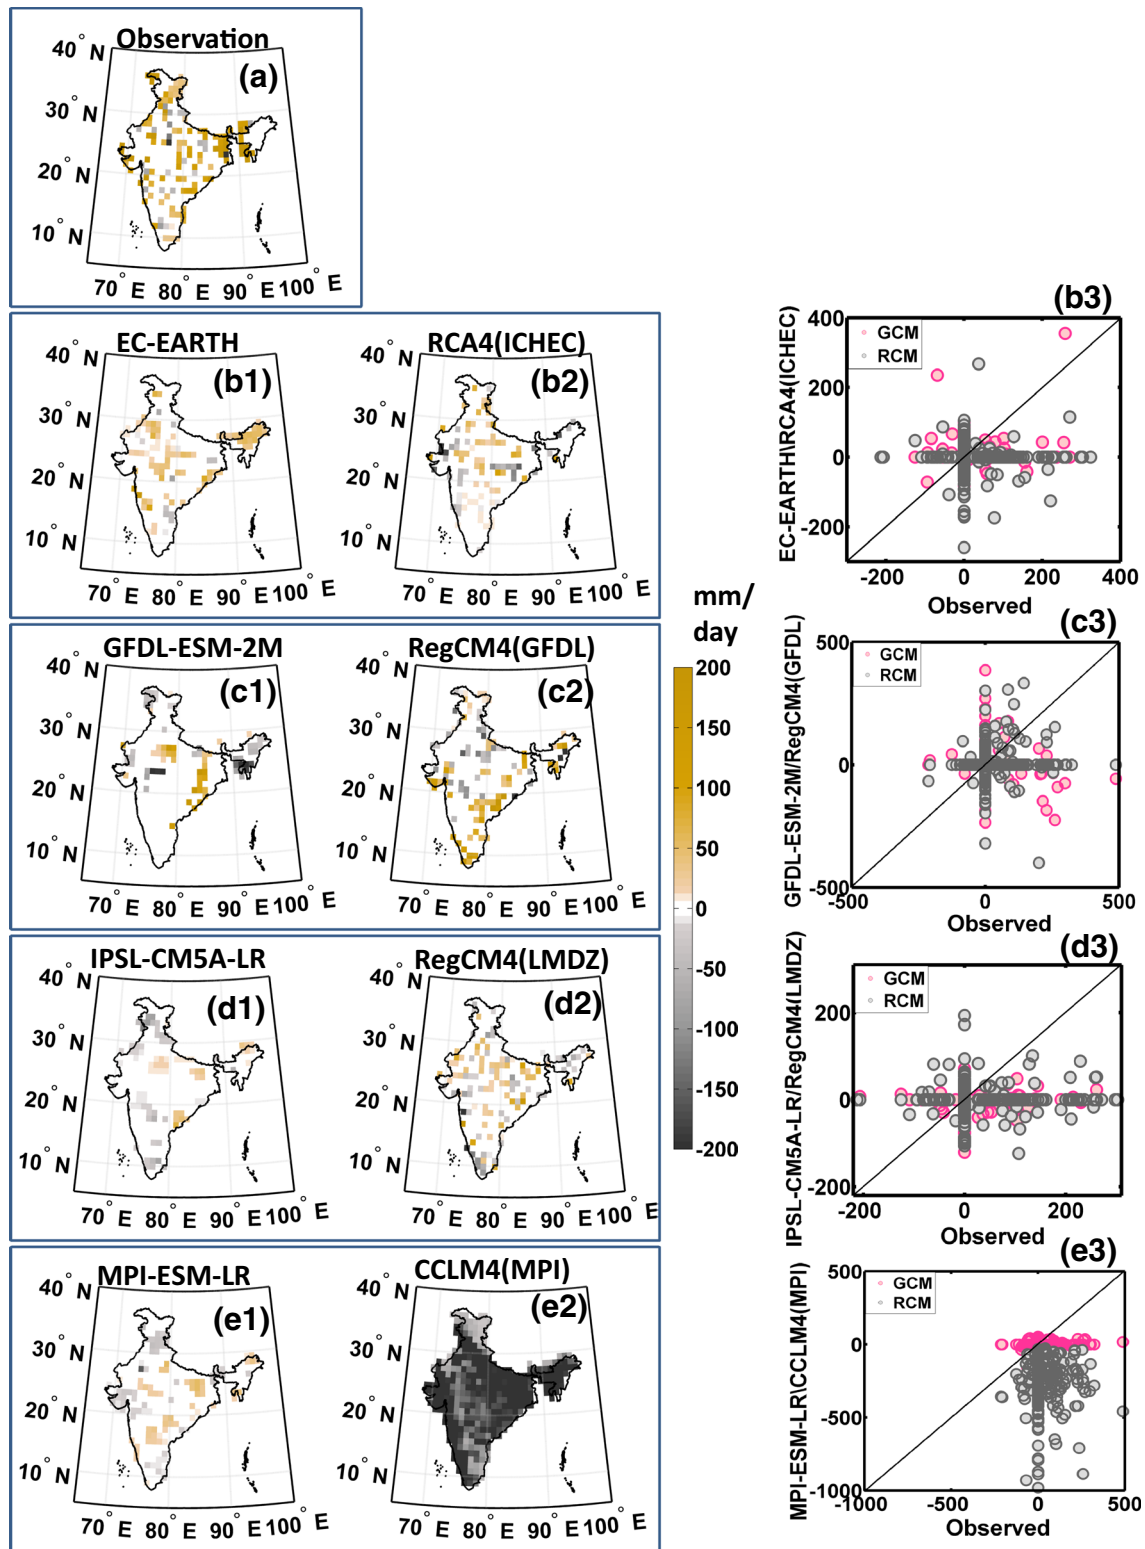 Observation
(a)
40° N
30° N
20° N
10° N
70° E 80° E 90° E 100° E
EC-EARTH
(b1)
40° N
30° N
20° N
10° N
70° E 80° E 90° E 100° E
RCA4(ICHEC)
(b2)
40° N
30° N
20° N
10° N
70° E 80° E 90° E 100° E
(b3)
EC-EARTH\RCA4(ICHEC)
400
200
0
-200
GCM
RCM
-200 0 200 400
Observed
GFDL-ESM-2M
(c1)
40° N
30° N
20° N
10° N
70° E 80° E 90° E 100° E
RegCM4(GFDL)
(c2)
40° N
30° N
20° N
10° N
70° E 80° E 90° E 100° E
mm/
day
200
150
100
50
0
-50
-100
-150
-200
(c3)
GFDL-ESM-2M/RegCM4(GFDL)
500
0
-500
GCM
RCM
-500 0 500
Observed
IPSL-CM5A-LR
(d1)
40° N
30° N
20° N
10° N
70° E 80° E 90° E 100° E
RegCM4(LMDZ)
(d2)
40° N
30° N
20° N
10° N
70° E 80° E 90° E 100° E
(d3)
IPSL-CM5A-LR/RegCM4(LMDZ)
200
0
-200
GCM
RCM
-200 0 200
Observed
MPI-ESM-LR
(e1)
40° N
30° N
20° N
10° N
70° E 80° E 90° E 100° E
CCLM4(MPI)
(e2)
40° N
30° N
20° N
10° N
70° E 80° E 90° E 100° E
(e3)
MPI-ESM-LR\CCLM4(MPI)
500
0
-500
-1000
GCM
RCM
-1000 -500 0 500
Observed